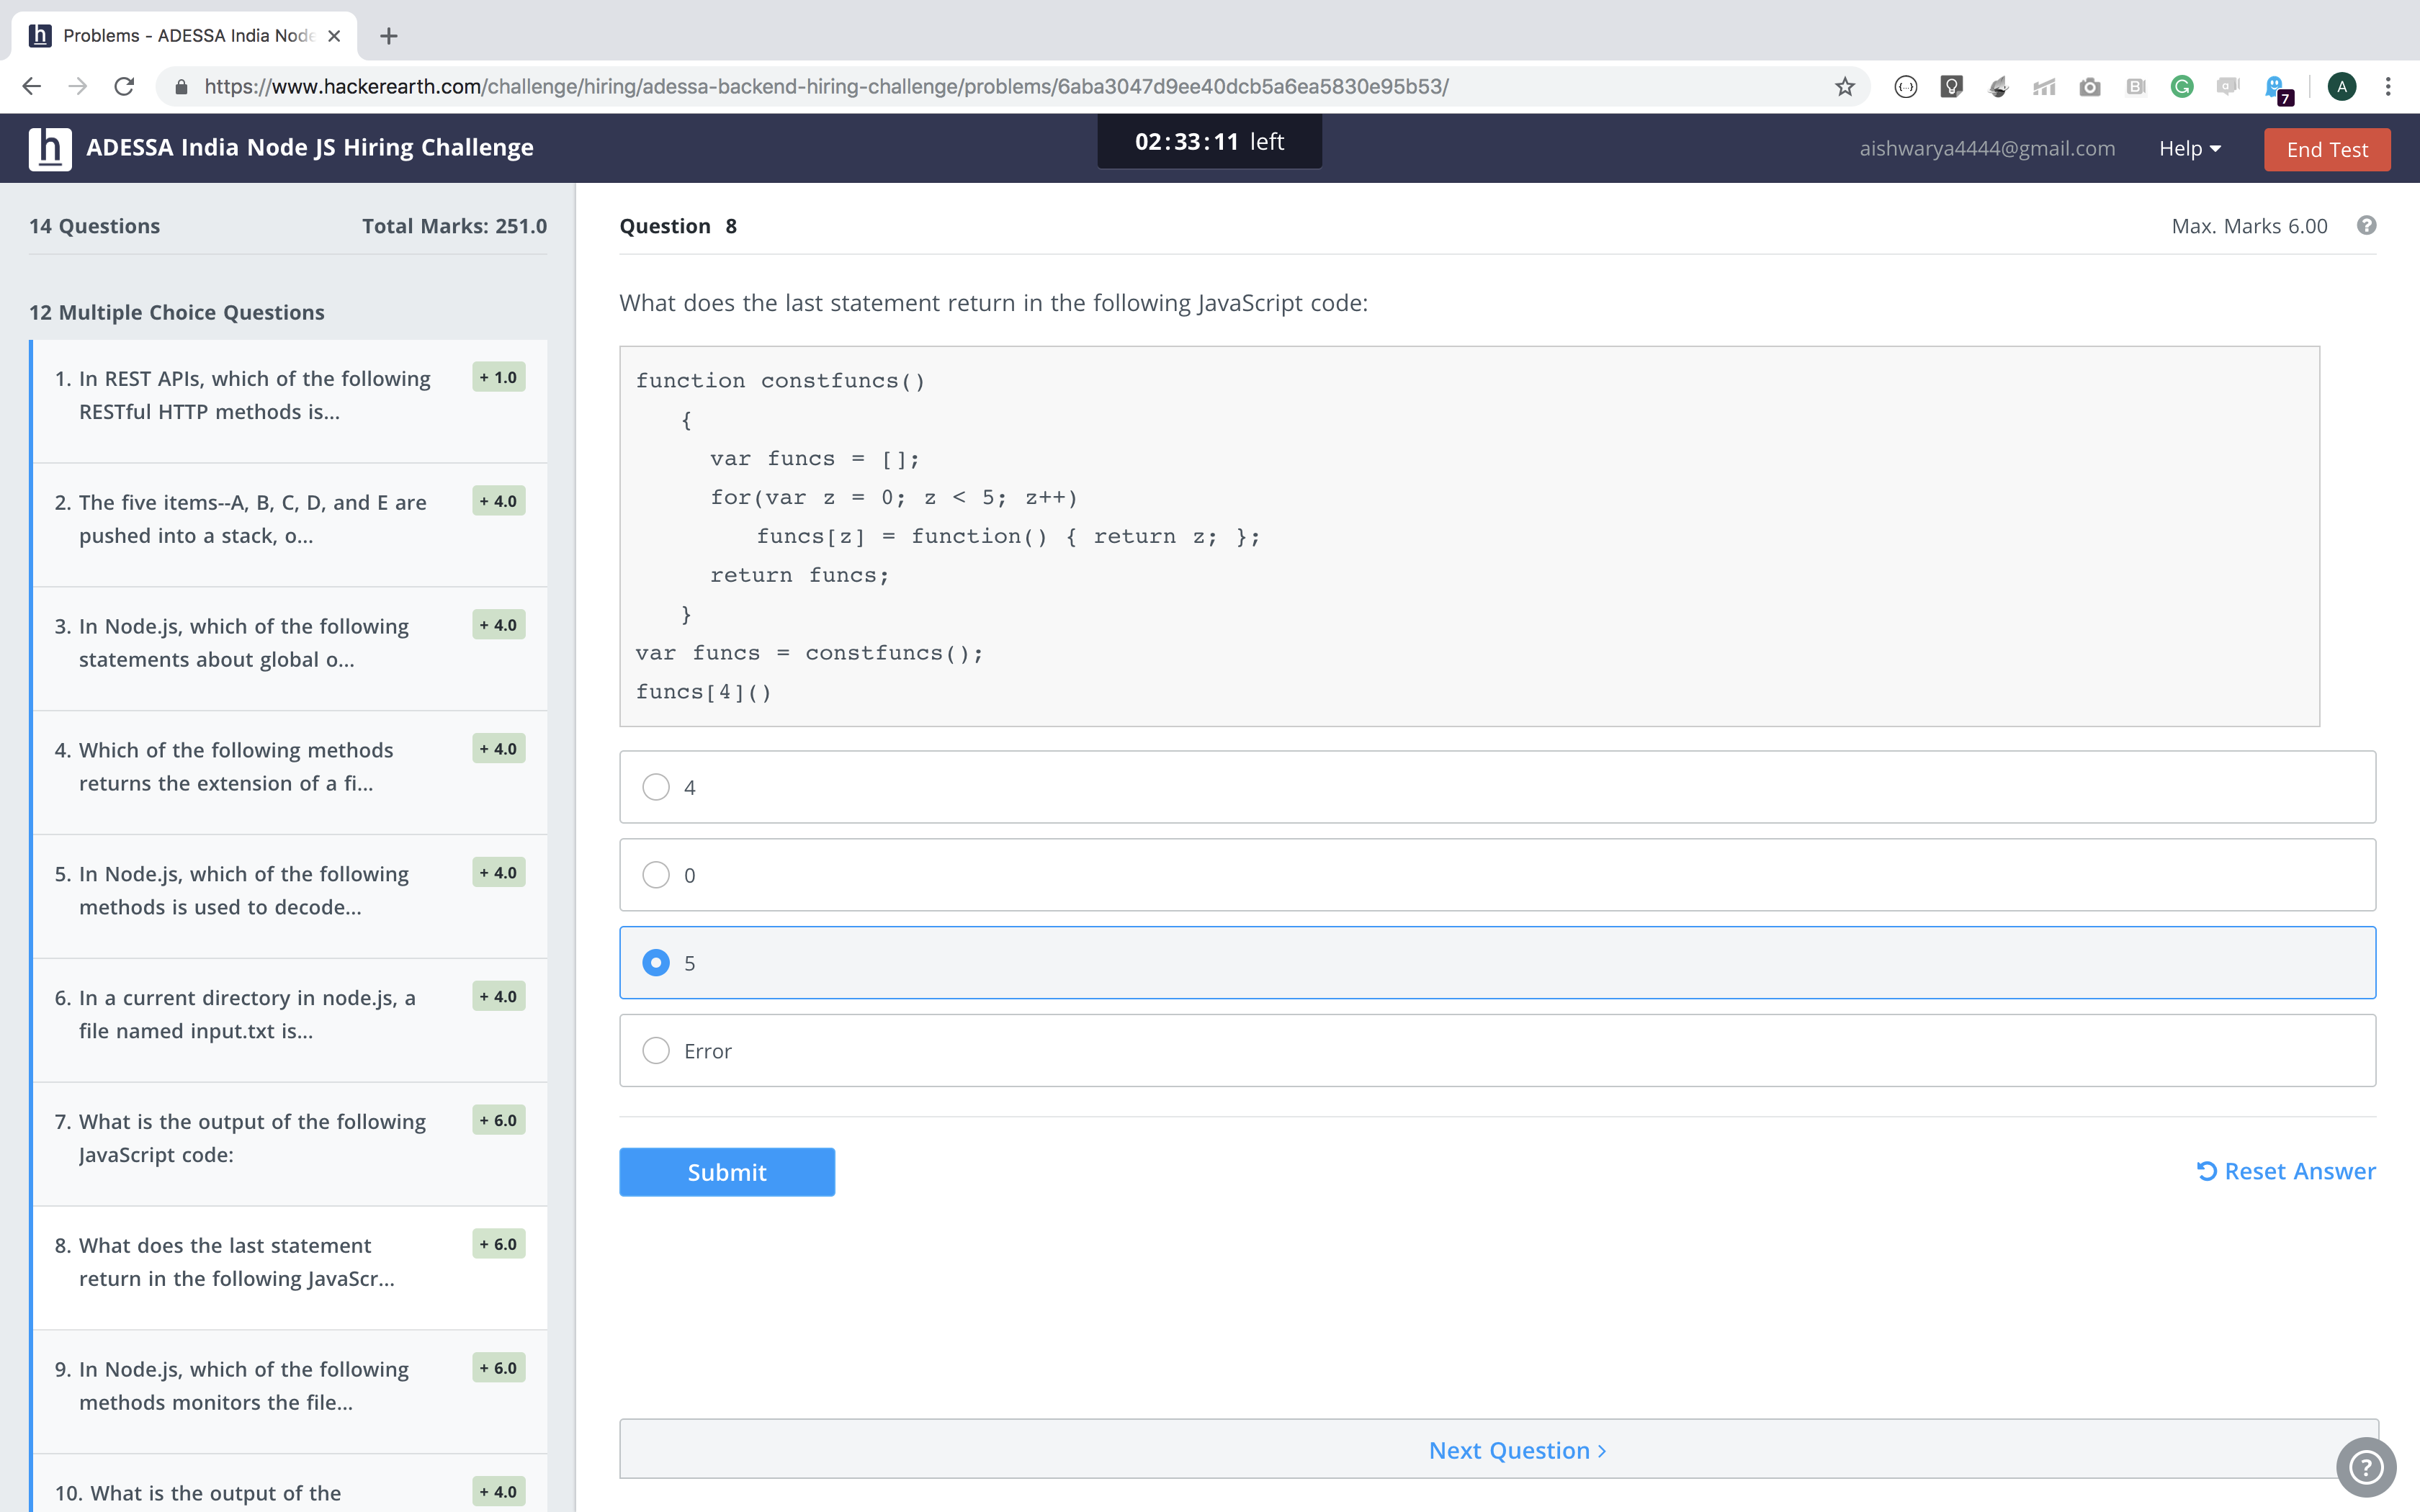 Problems - ADESSA India Node
https://www.hackerearth.com/challenge/hiring/adessa-backend-hiring-challenge/problems/6aba3047d9ee40dcb5a6ea5830e95b53/
7
A
h ADESSA India Node JS Hiring Challenge
02:33:11 left
aishwarya4444@gmail.com
Help
End Test
14 Questions
Total Marks: 251.0
12 Multiple Choice Questions
1. In REST APIs, which of the following
RESTful HTTP methods is...
+ 1.0
2. The five items--A, B, C, D, and E are
pushed into a stack, o...
+ 4.0
3. In Node.js, which of the following
statements about global o...
+ 4.0
4. Which of the following methods
returns the extension of a fi...
+ 4.0
5. In Node.js, which of the following
methods is used to decode...
+ 4.0
6. In a current directory in node.js, a
file named input.txt is...
+ 4.0
7. What is the output of the following
JavaScript code:
+ 6.0
8. What does the last statement
return in the following JavaScr...
+ 6.0
9. In Node.js, which of the following
methods monitors the file...
+ 6.0
10. What is the output of the
+ 4.0
Question 8
Max. Marks 6.00
What does the last statement return in the following JavaScript code:
function constfuncs()
{
var funcs = [];
for(var z = 0; z < 5; z++)
funcs[z] = function() { return z; };
return funcs;
}
var funcs = constfuncs();
funcs[4]()
4
0
5
Error
Submit
Reset Answer
Next Question >